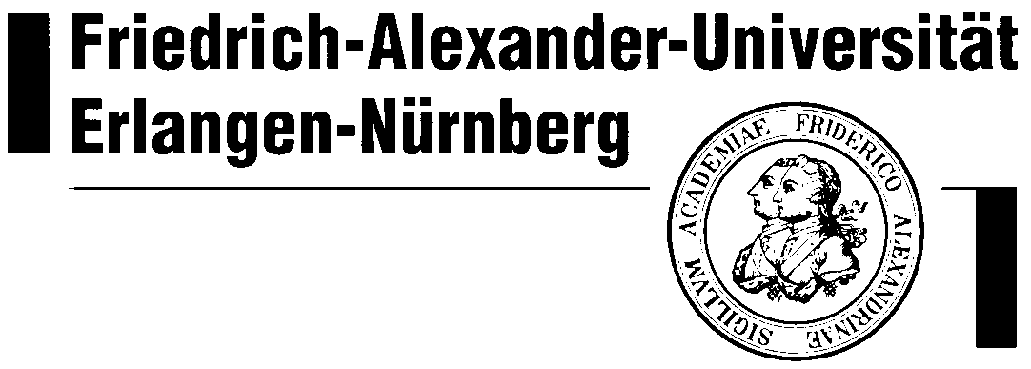 Friedrich-Alexander-Universität
Erlangen-Nürnberg
SIGILLVM ACADEMIAE FRIDERICO ALEXANDRINAE